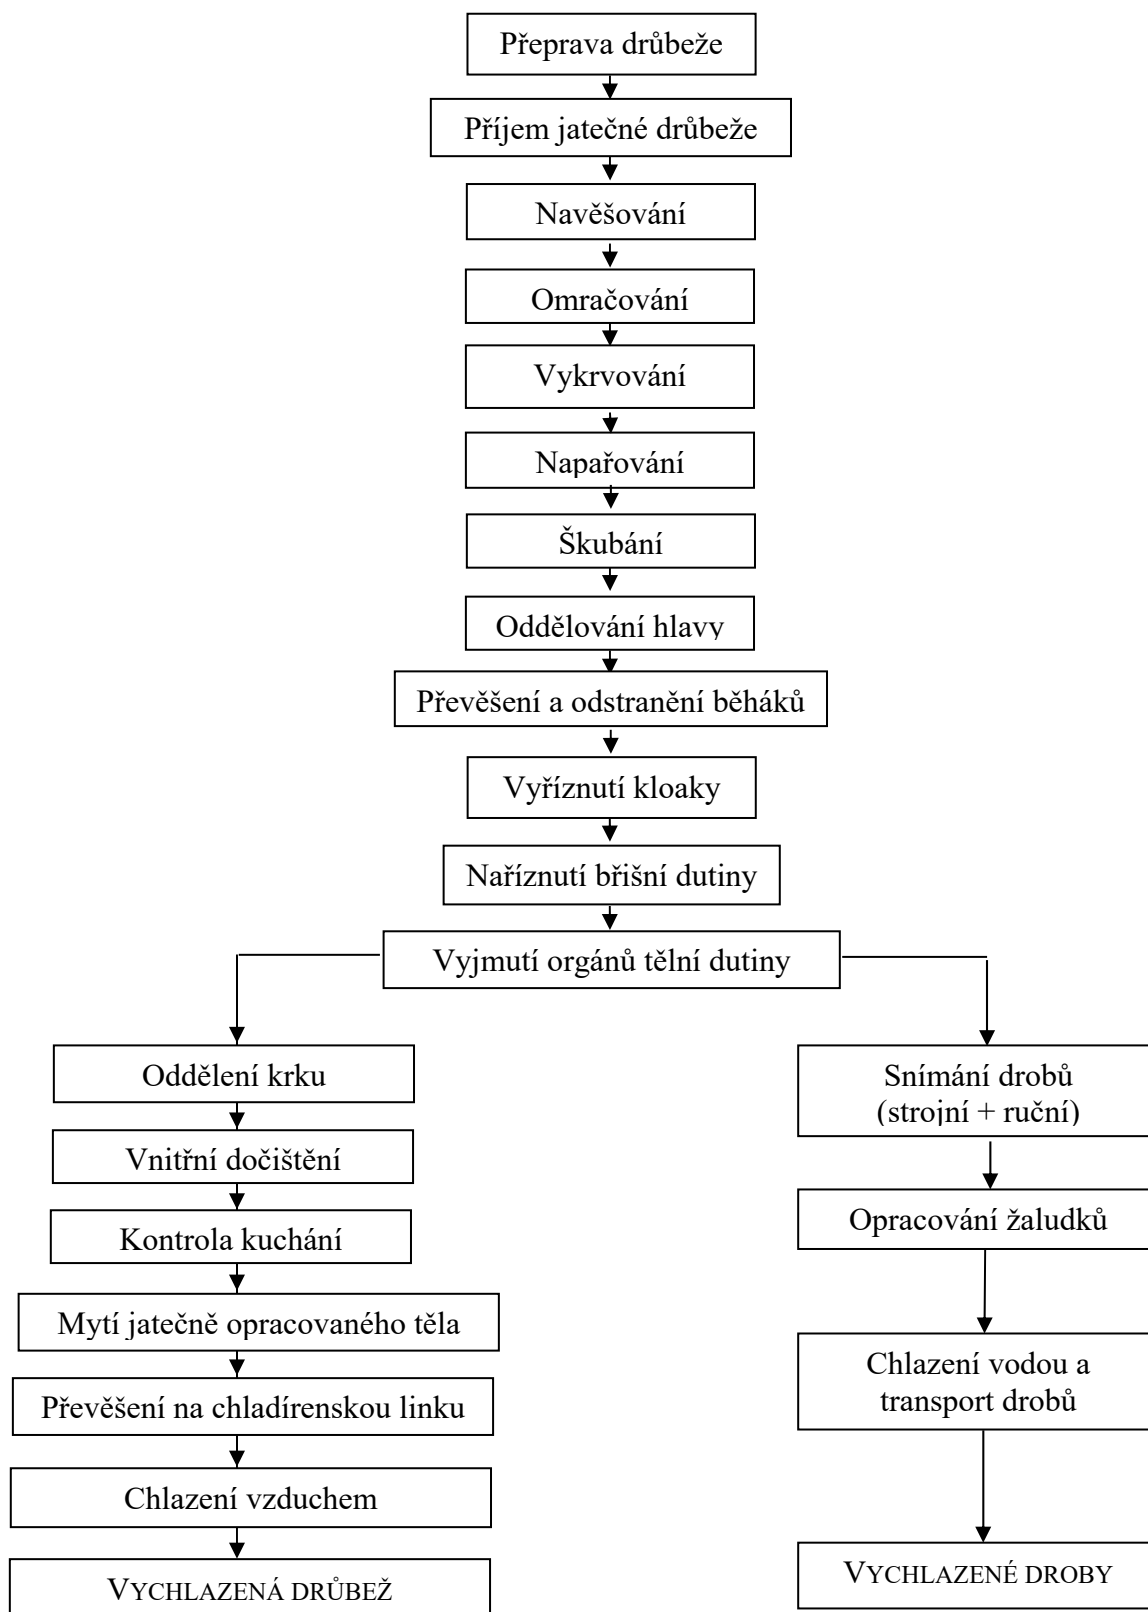 Přeprava drůbeže
Příjem jatečné drůbeže
Navěšování
Omračování
Vykrvování
Napařování
Škubání
Oddělování hlavy
Převěšení a odstranění běháků
Vyříznutí kloaky
Naříznutí břišní dutiny
Vyjmutí orgánů tělní dutiny
Oddělení krku
Vnitřní dočištění
Kontrola kuchání
Mytí jatečně opracovaného těla
Převěšení na chladírenskou linku
Chlazení vzduchem
VYCHLAZENÁ DRŮBEŽ
Snímání drobů
(strojní + ruční)
Opracování žaludků
Chlazení vodou a
transport drobů
VYCHLAZENÉ DROBY